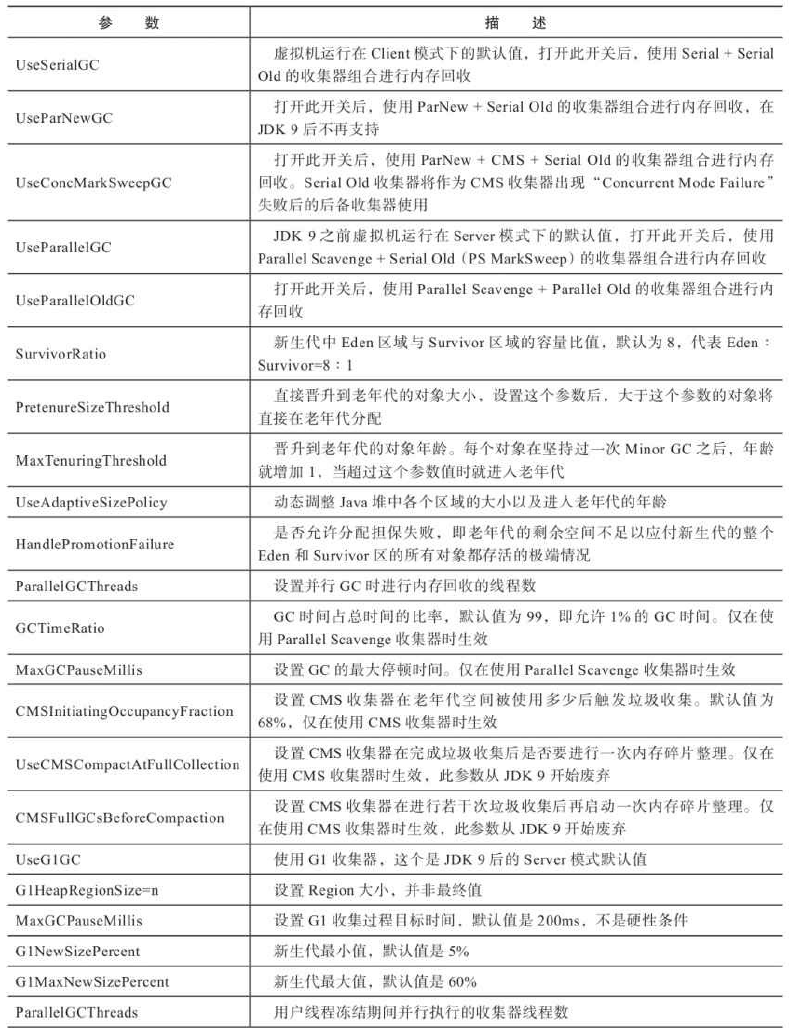 参 数 描 述
UseSerialGC
虚拟机运行在 Client 模式下的默认值，打开此开关后，使用 Serial + Serial
Old 的收集器组合进行内存回收
UseParNewGC
打开此开关后，使用 ParNew + Serial Old 的收集器组合进行内存回收，在
JDK 9 后不再支持
UseConcMarkSweepGC
打开此开关后，使用 ParNew + CMS + Serial Old 的收集器组合进行内存
回收。Serial Old 收集器将作为 CMS 收集器出现“Concurrent Mode Failure”
失败后的后备收集器使用
UseParallelGC
JDK 9 之前虚拟机运行在 Server 模式下的默认值，打开此开关后，使用
Parallel Scavenge + Serial Old（PS MarkSweep）的收集器组合进行内存回收
UseParallelOldGC
打开此开关后，使用 Parallel Scavenge + Parallel Old 的收集器组合进行内
存回收
SurvivorRatio
新生代中 Eden 区域与 Survivor 区域的容量比值，默认为 8，代表 Eden：
Survivor=8：1
PretenureSizeThreshold
直接晋升到老年代的对象大小，设置这个参数后，大于这个参数的对象将
直接在老年代分配
MaxTenuringThreshold
晋升到老年代的对象年龄。每个对象在坚持过一次 Minor GC 之后，年龄
就增加 1，当超过这个参数值时就进入老年代
UseAdaptiveSizePolicy
动态调整 Java 堆中各个区域的大小以及进入老年代的年龄
HandlePromotionFailure
是否允许分配担保失败，即老年代的剩余空间不足以应付新生代的整个
Eden 和 Survivor 区的所有对象都存活的极端情况
ParallelGCThreads
设置并行 GC 时进行内存回收的线程数
GCTimeRatio
GC 时间占总时间的比率，默认值为 99，即允许 1% 的 GC 时间。仅在使
用 Parallel Scavenge 收集器时生效
MaxGCPauseMillis
设置 GC 的最大停顿时间。仅在使用 Parallel Scavenge 收集器时生效
CMSInitiatingOccupancyFraction
设置 CMS 收集器在老年代空间被使用多少后触发垃圾收集。默认值为
68%，仅在使用 CMS 收集器时生效
UseCMSCompactAtFullCollection
设置 CMS 收集器在完成垃圾收集后是否要进行一次内存碎片整理。仅在
使用 CMS 收集器时生效，此参数从 JDK 9 开始废弃
CMSFullGCsBeforeCompaction
设置 CMS 收集器在进行若干次垃圾收集后再启动一次内存碎片整理。仅
在使用 CMS 收集器时生效，此参数从 JDK 9 开始废弃
UseG1GC
使用 G1 收集器，这个是 JDK 9 后的 Server 模式默认值
G1HeapRegionSize=n
设置 Region 大小，并非最终值
MaxGCPauseMillis
设置 G1 收集过程目标时间，默认值是 200ms，不是硬性条件
G1NewSizePercent
新生代最小值，默认值是 5%
G1MaxNewSizePercent
新生代最大值，默认值是 60%
ParallelGCThreads
用户线程冻结期间并行执行的收集器线程数